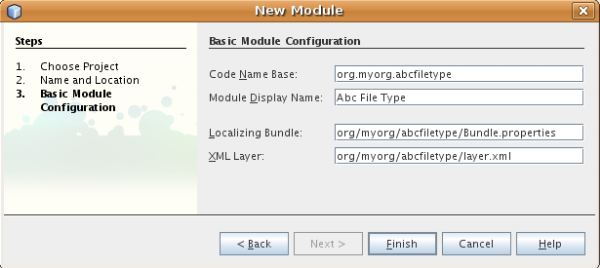 New Module
Steps
1. Choose Project
2. Name and Location
3. Basic Module
Configuration
Basic Module Configuration
Code Name Base: org.myorg.abcfiletype
Module Display Name: Abc File Type
Localizing Bundle: org/myorg/abcfiletype/Bundle.properties
XML Layer: org/myorg/abcfiletype/layer.xml
< Back Next > Finish Cancel Help